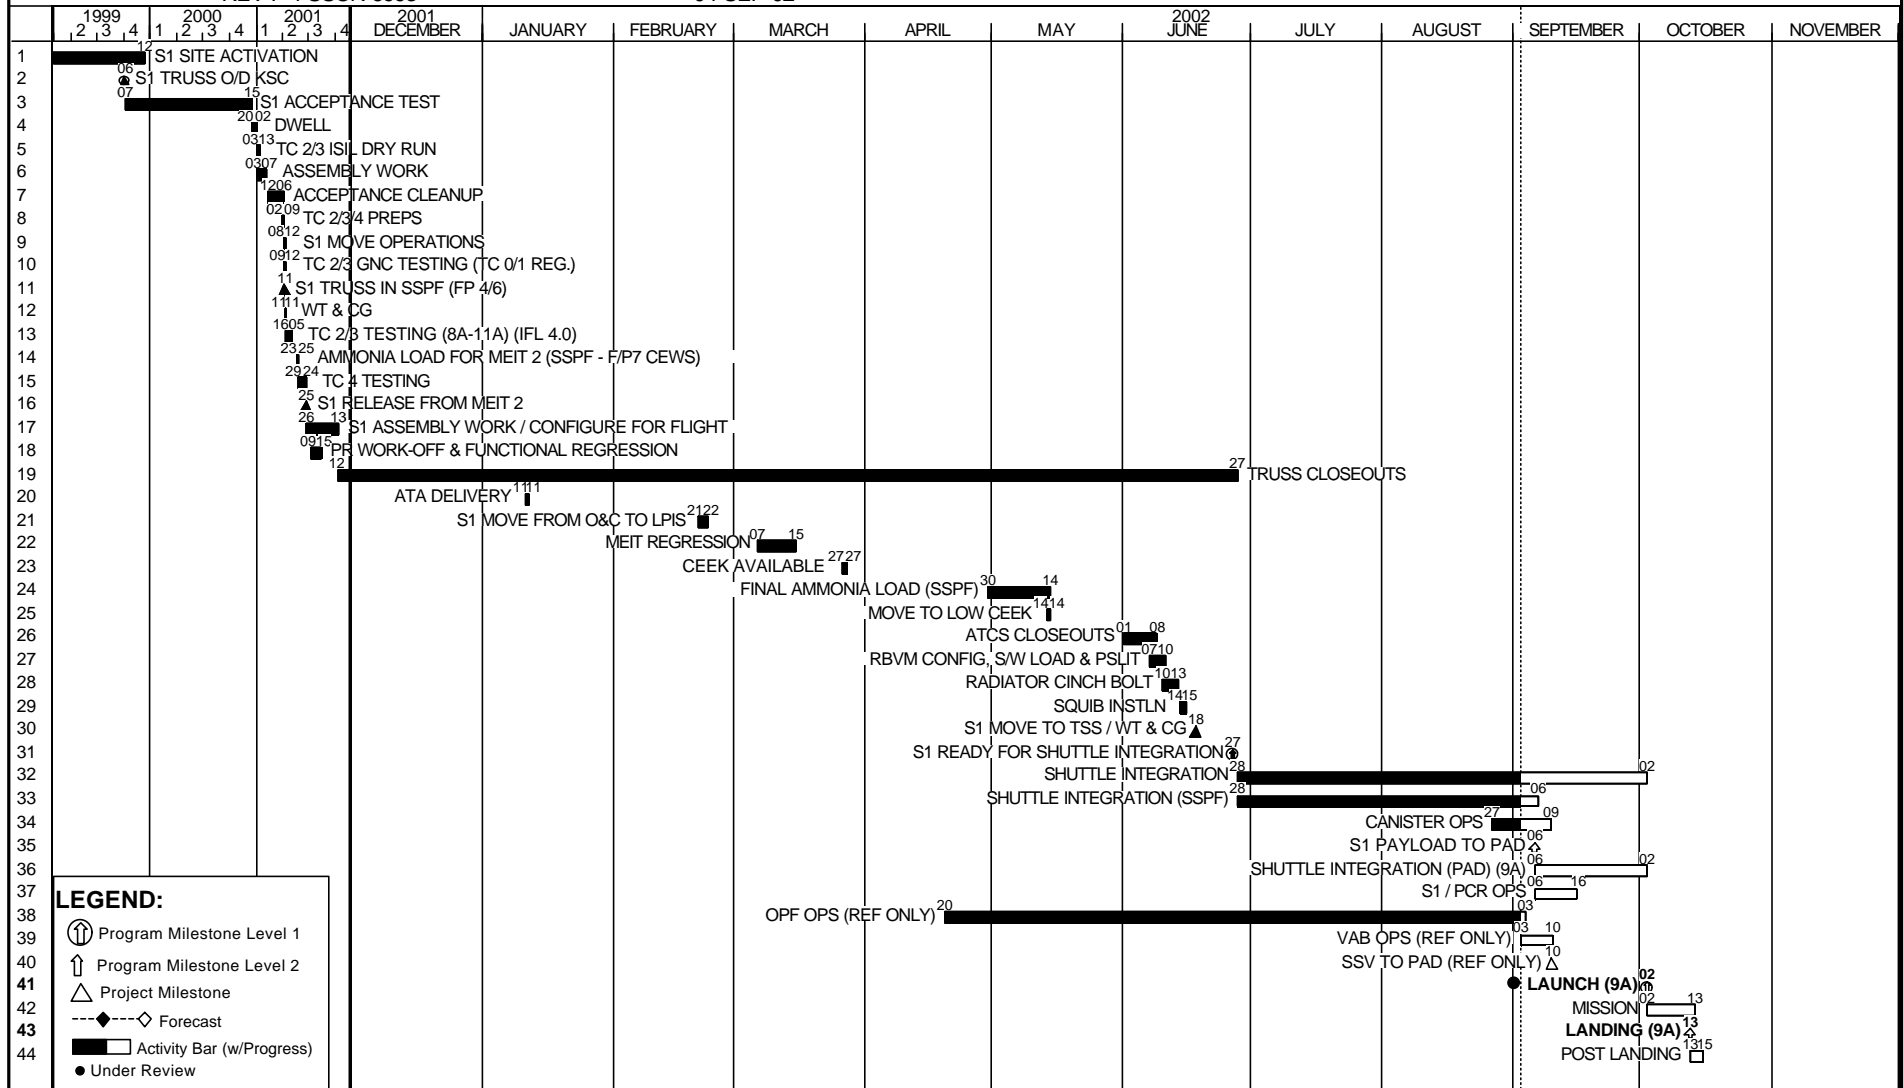 1999 2000 2001 2001 2002
2 3 4 1 2 3 4 1 2 3 4 DECEMBER JANUARY FEBRUARY MARCH APRIL MAY JUNE JULY AUGUST SEPTEMBER OCTOBER NOVEMBER
1 12 S1 SITE ACTIVATION
2 06 S1 TRUSS O/D KSC
3 07 15 S1 ACCEPTANCE TEST
4 20 02 DWELL
5 03 13 TC 2/3 ISIL DRY RUN
6 03 07 ASSEMBLY WORK
7 12 06 ACCEPTANCE CLEANUP
8 02 09 TC 2/3/4 PREPS
9 08 12 S1 MOVE OPERATIONS
10 09 12 TC 2/3 GNC TESTING (TC 0/1 REG.)
11 11 S1 TRUSS IN SSPF (FP 4/6)
12 11 11 WT & CG
13 16 05 TC 2/3 TESTING (8A-11A) (IFL 4.0)
14 23 25 AMMONIA LOAD FOR MEIT 2 (SSPF - F/P7 CEWS)
15 29 24 TC 4 TESTING
16 25 S1 RELEASE FROM MEIT 2
17 26 13 S1 ASSEMBLY WORK / CONFIGURE FOR FLIGHT
18 09 15 PR WORK-OFF & FUNCTIONAL REGRESSION
19 12 27 TRUSS CLOSEOUTS
20 ATA DELIVERY 11 11
21 S1 MOVE FROM O&C TO LPIS 21 22
22 MEIT REGRESSION 07 15
23 CEEK AVAILABLE 27 27
24 FINAL AMMONIA LOAD (SSPF) 30 14
25 MOVE TO LOW CEEK 14 14
26 ATCS CLOSEOUTS 01 08
27 RBVM CONFIG, S/W LOAD & PSLIT 07 10
28 RADIATOR CINCH BOLT 10 13
29 SQUIB INSTLN 14 15
30 S1 MOVE TO TSS / WT & CG 18
31 S1 READY FOR SHUTTLE INTEGRATION 27
32 SHUTTLE INTEGRATION 28 02
33 SHUTTLE INTEGRATION (SSPF) 28 06
34 CANISTER OPS 27 09
35 S1 PAYLOAD TO PAD 06
36 SHUTTLE INTEGRATION (PAD) (9A) 06 02
37 S1 / PCR OPS 06 16
38 OPF OPS (REF ONLY) 20 03
39 VAB OPS (REF ONLY) 03 10
40 SSV TO PAD (REF ONLY) 10
41 LAUNCH (9A) 02
42 MISSION 02 13
43 LANDING (9A) 13
44 POST LANDING 13 15
LEGEND:
Program Milestone Level 1
Program Milestone Level 2
Project Milestone
Forecast
Activity Bar (w/Progress)
Under Review